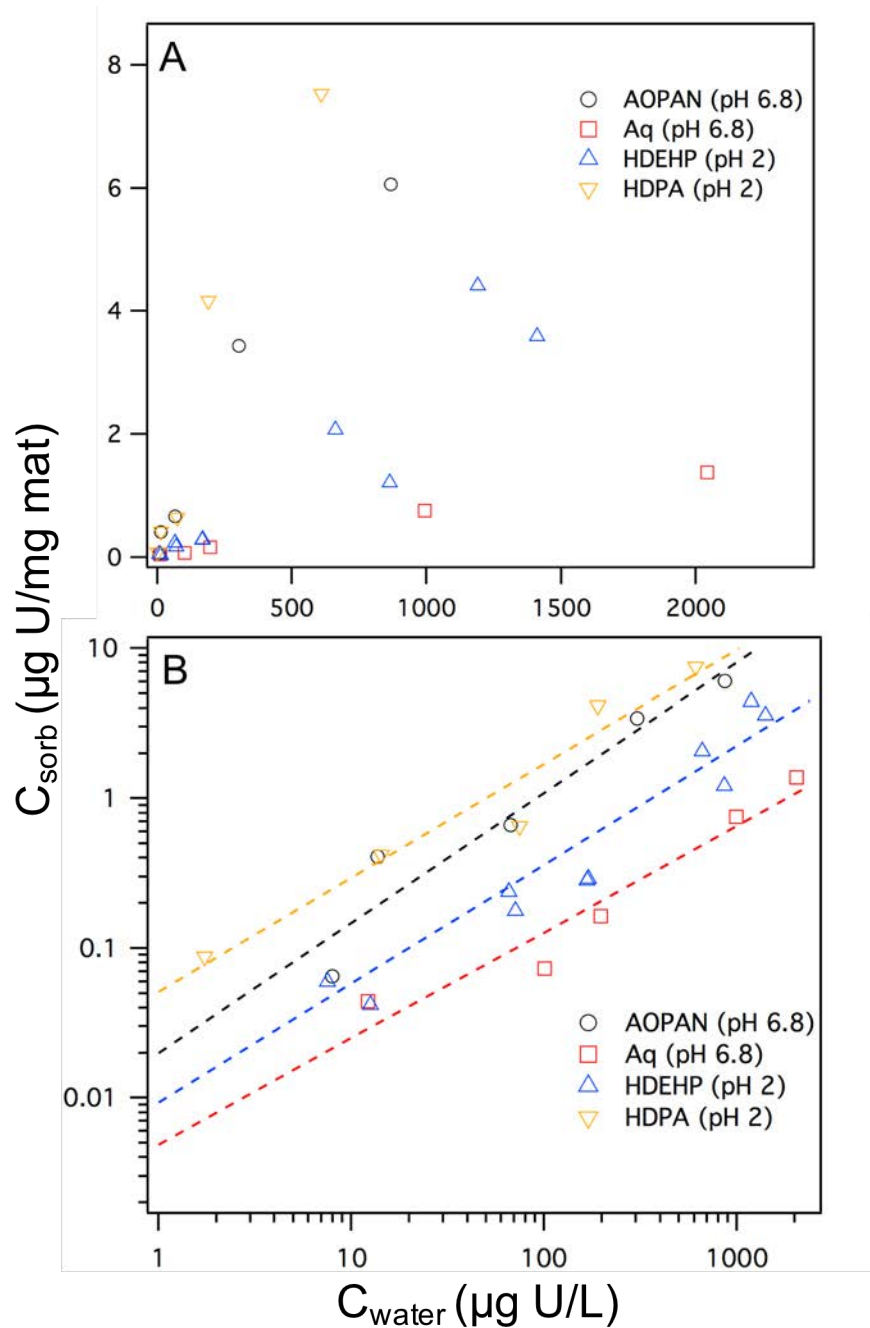 A
8
6
4
2
0
AOPAN (pH 6.8)
Aq (pH 6.8)
HDEHP (pH 2)
HDPA (pH 2)
0 500 1000 1500 2000
Csorb (µg U/mg mat)
B
10
1
0.1
0.01
AOPAN (pH 6.8)
Aq (pH 6.8)
HDEHP (pH 2)
HDPA (pH 2)
1 10 100 1000
Cwater (µg U/L)